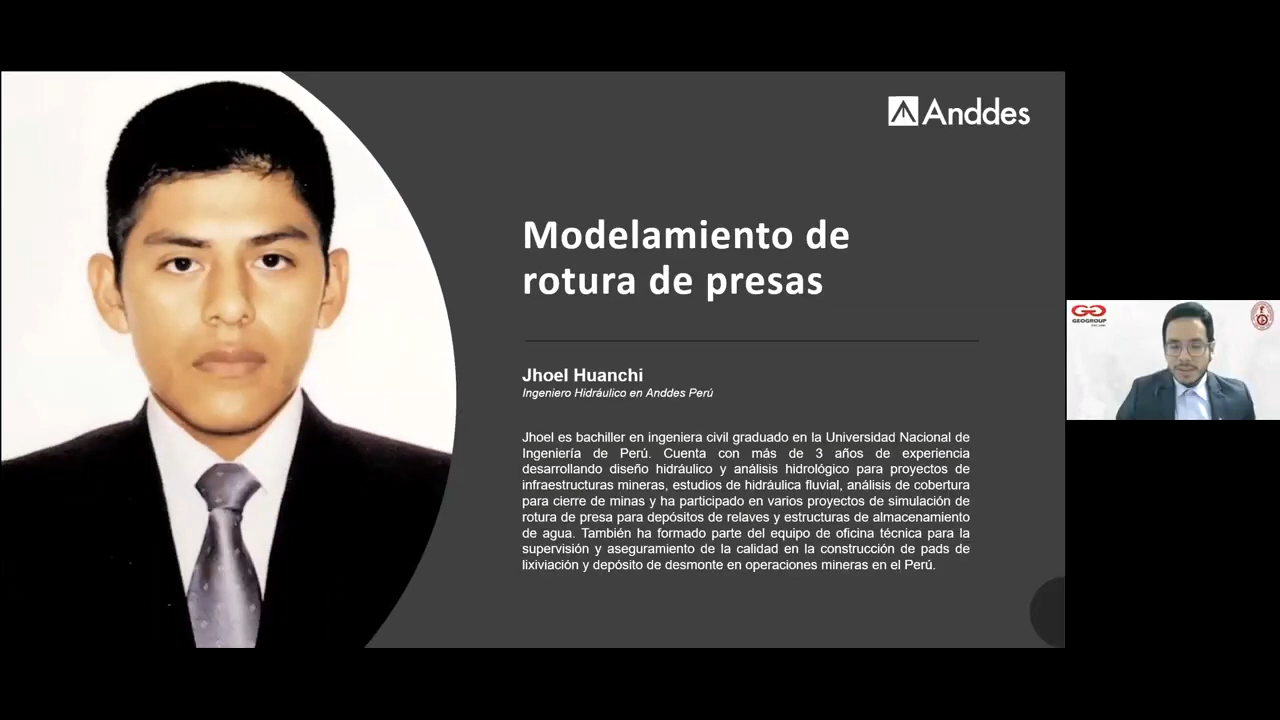 Anddes
Modelamiento de
rotura de presas
Jhoel Huanchi
Ingeniero Hidráulico en Anddes Perú
Jhoel es bachiller en ingeniera civil graduado en la Universidad Nacional de
Ingeniería de Perú. Cuenta con más de 3 años de experiencia
desarrollando diseño hidráulico y análisis hidrológico para proyectos de
infraestructuras mineras, estudios de hidráulica fluvial, análisis de cobertura
para cierre de minas y ha participado en varios proyectos de simulación de
rotura de presa para depósitos de relaves y estructuras de almacenamiento
de agua. También ha formado parte del equipo de oficina técnica para la
supervisión y aseguramiento de la calidad en la construcción de pads de
lixiviación y depósito de desmonte en operaciones mineras en el Perú.
GEOGROUP